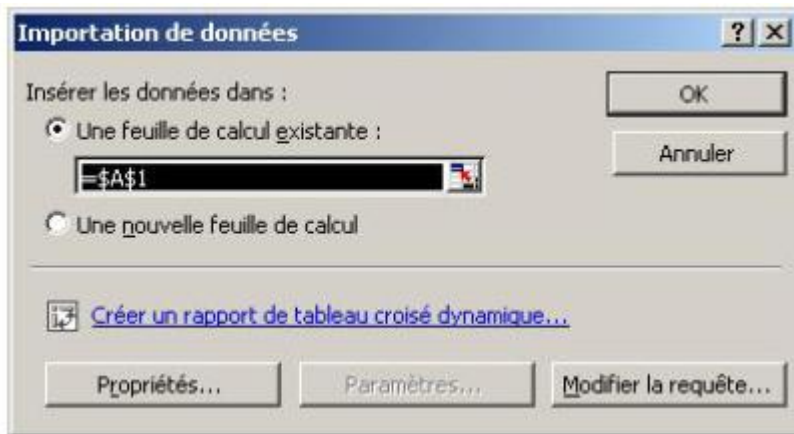 Importation de données
Insérer les données dans :
OK
Une feuille de calcul existante :
Annuler
=$A$1
Une nouvelle feuille de calcul
Créer un rapport de tableau croisé dynamique...
Propriétés...
Paramètres...
Modifier la requête...